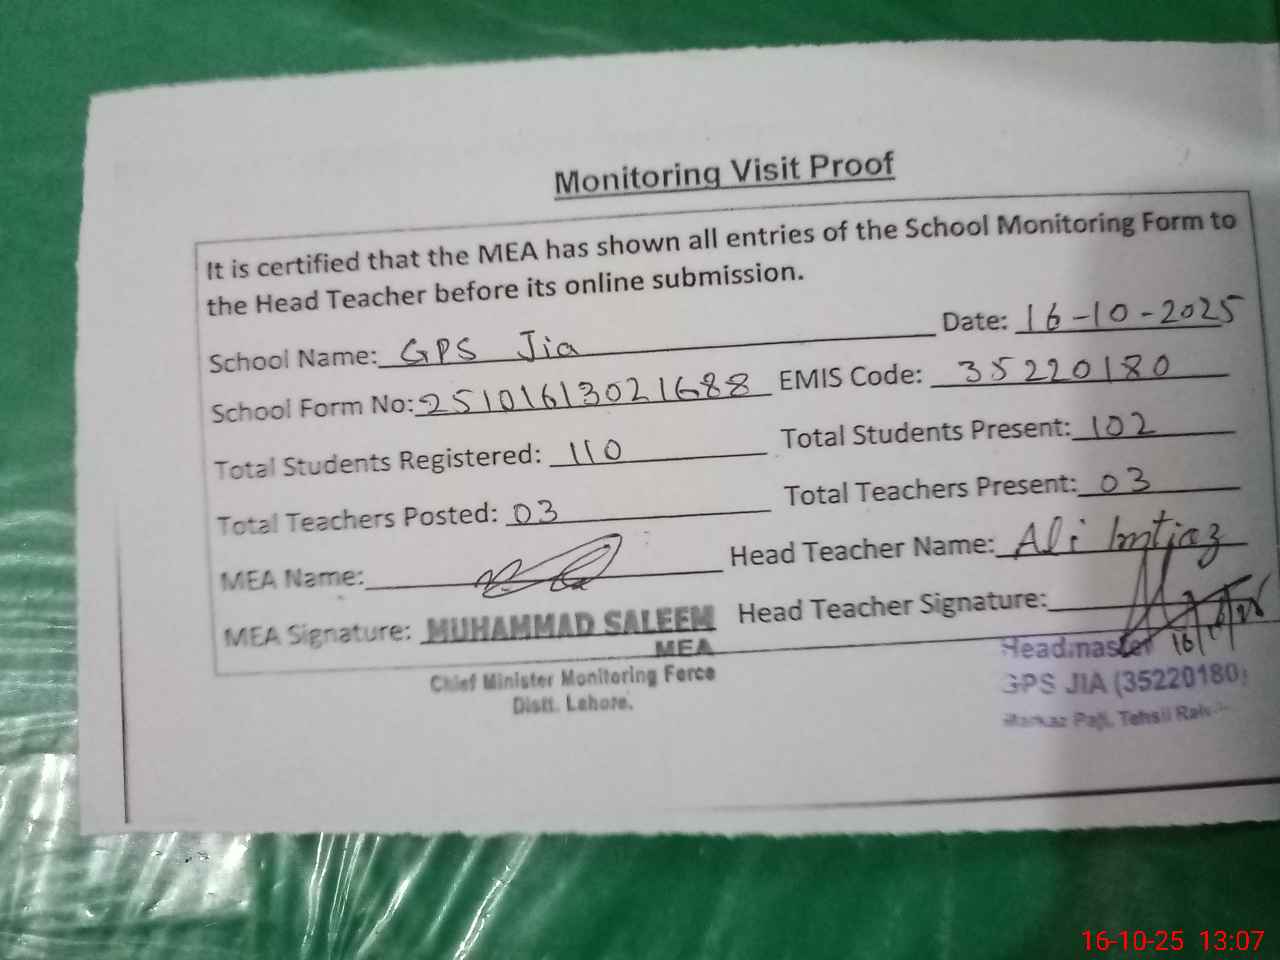 Monitoring Visit Proof
It is certified that the MEA has shown all entries of the School Monitoring Form to
the Head Teacher before its online submission.
School Name: GPS Jia Date: 16-10-2025
School Form No: 25101613021688 EMIS Code: 35220180
Total Students Registered: 110 Total Students Present: 102
Total Teachers Posted: 03 Total Teachers Present: 03
MEA Name: Head Teacher Name: Ali Imtiaz
MEA Signature: MUHAMMAD SALEEM Head Teacher Signature:
MEA
Chief Minister Monitoring Force
Distt. Lahore.
Headmaster
GPS JIA (35220180)
Markaz Paji, Tehsil
16-10-25 13:07